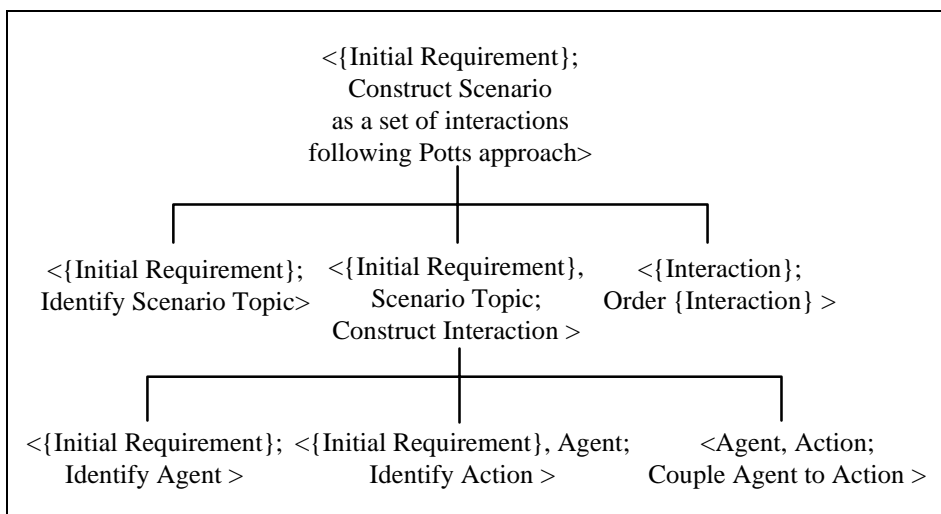 <{Initial Requirement};
Construct Scenario
as a set of interactions
following Potts approach>
<{Initial Requirement};
Identify Scenario Topic>
<{Initial Requirement},
Scenario Topic;
Construct Interaction >
<{Interaction};
Order {Interaction} >
<{Initial Requirement};
Identify Agent >
<{Initial Requirement}, Agent;
Identify Action >
<Agent, Action;
Couple Agent to Action >